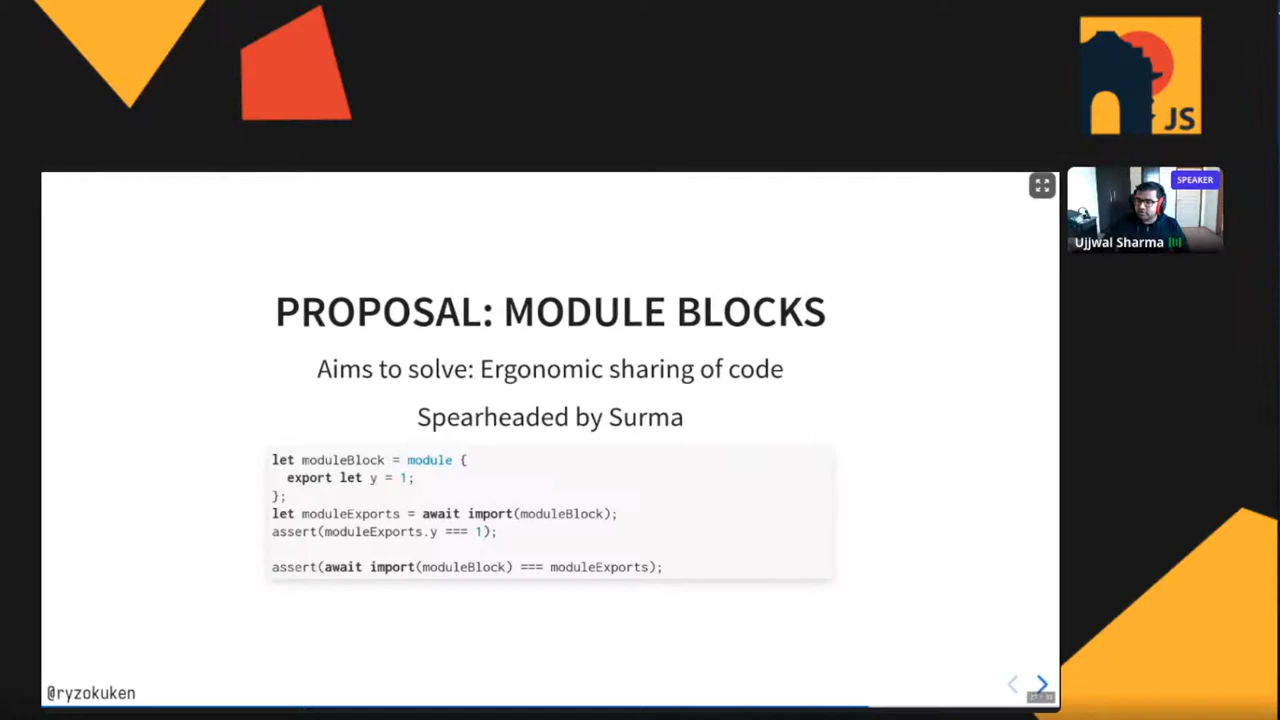 JS
SPEAKER
Ujjwal Sharma
PROPOSAL: MODULE BLOCKS
Aims to solve: Ergonomic sharing of code
Spearheaded by Surma
let moduleBlock = module {
  export let y = 1;
};
let moduleExports = await import(moduleBlock);
assert(moduleExports.y === 1);
assert(await import(moduleBlock) === moduleExports);
@ryzokuken